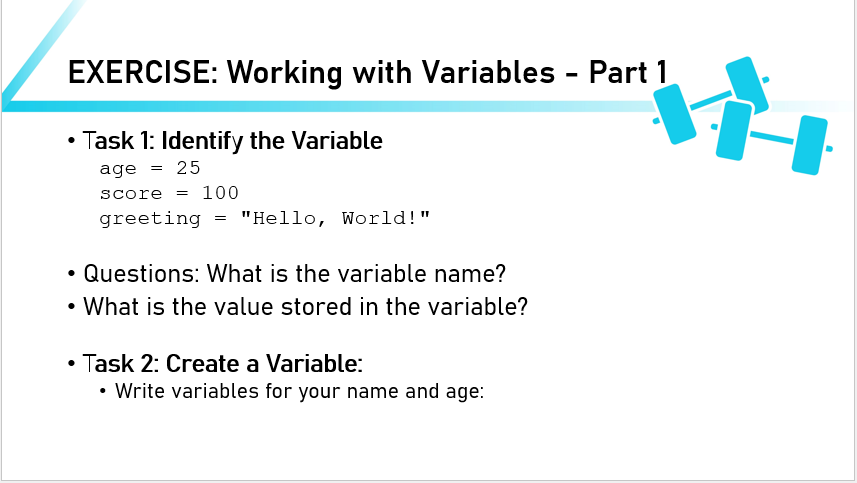 EXERCISE: Working with Variables - Part 1
• Task 1: Identify the Variable
age = 25
score = 100
greeting = "Hello, World!"
• Questions: What is the variable name?
• What is the value stored in the variable?
• Task 2: Create a Variable:
• Write variables for your name and age: